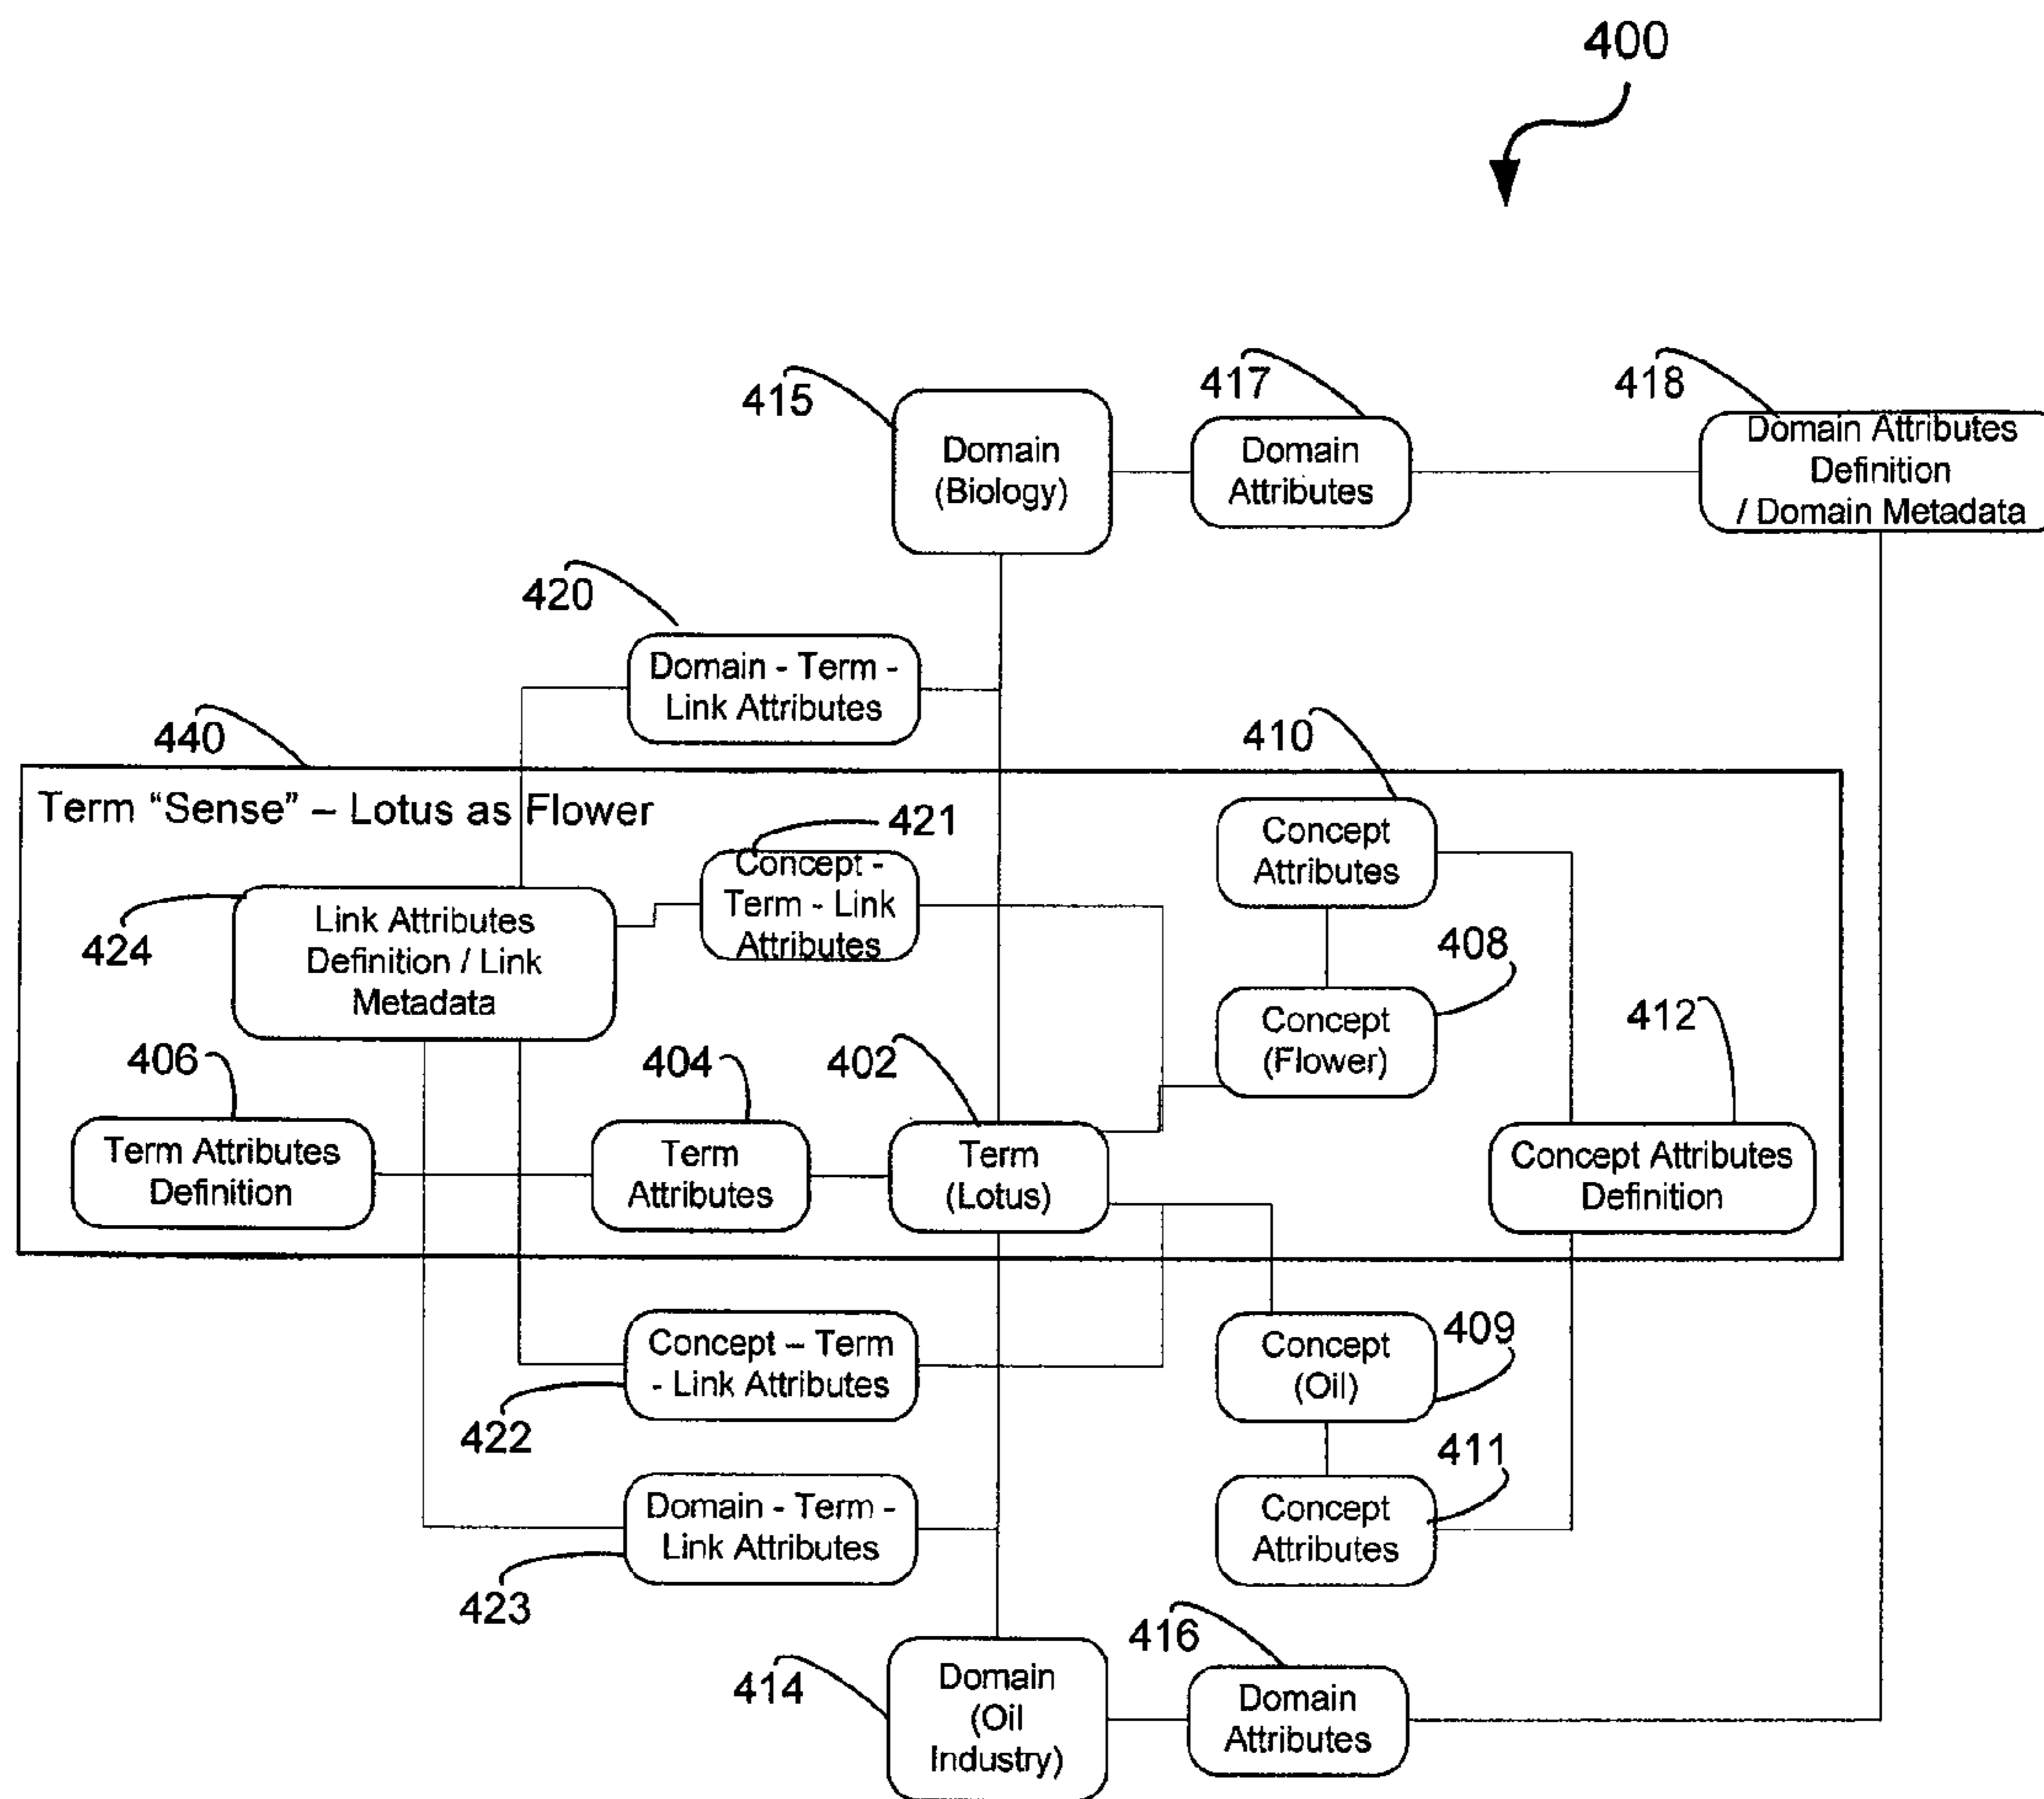 400
415
Domain
(Biology)
417
Domain
Attributes
418
Domain Attributes
Definition
/ Domain Metadata
420
Domain - Term -
Link Attributes
440
Term “Sense” – Lotus as Flower
421
Concept -
Term - Link
Attributes
410
Concept
Attributes
424
Link Attributes
Definition / Link
Metadata
408
Concept
(Flower)
412
Concept Attributes
Definition
406
Term Attributes
Definition
404
Term
Attributes
402
Term
(Lotus)
Concept – Term
- Link Attributes
422
Concept
(Oil)
409
411
Concept
Attributes
Domain - Term -
Link Attributes
423
414
Domain
(Oil
Industry)
416
Domain
Attributes